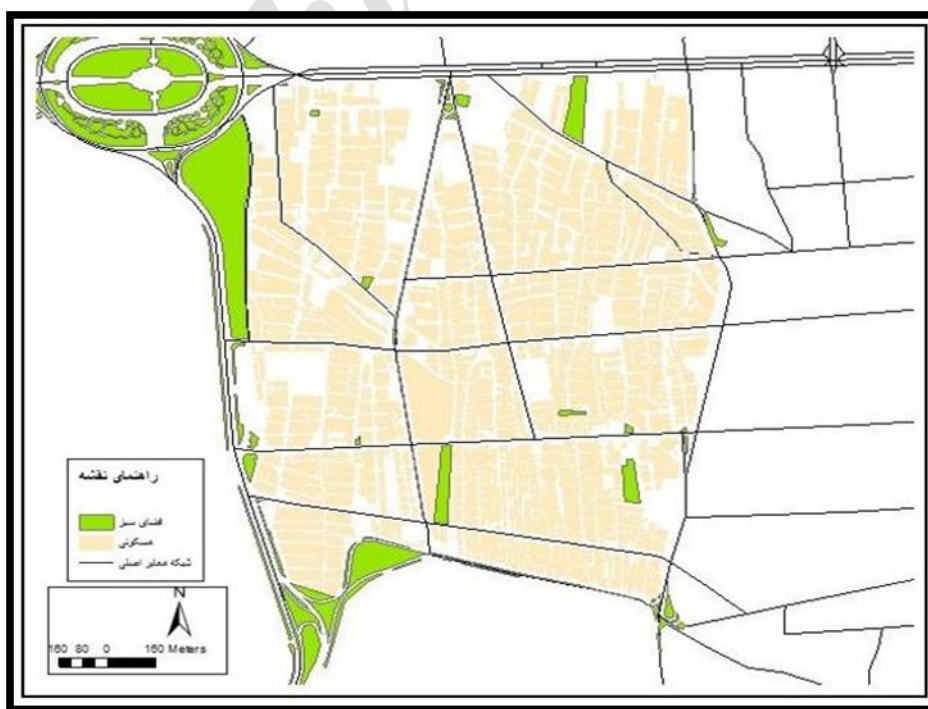 راهنمای نقشه
فضای سبز
مسکونی
شبکه معابر اصلی
N
160 80 0 160 Meters